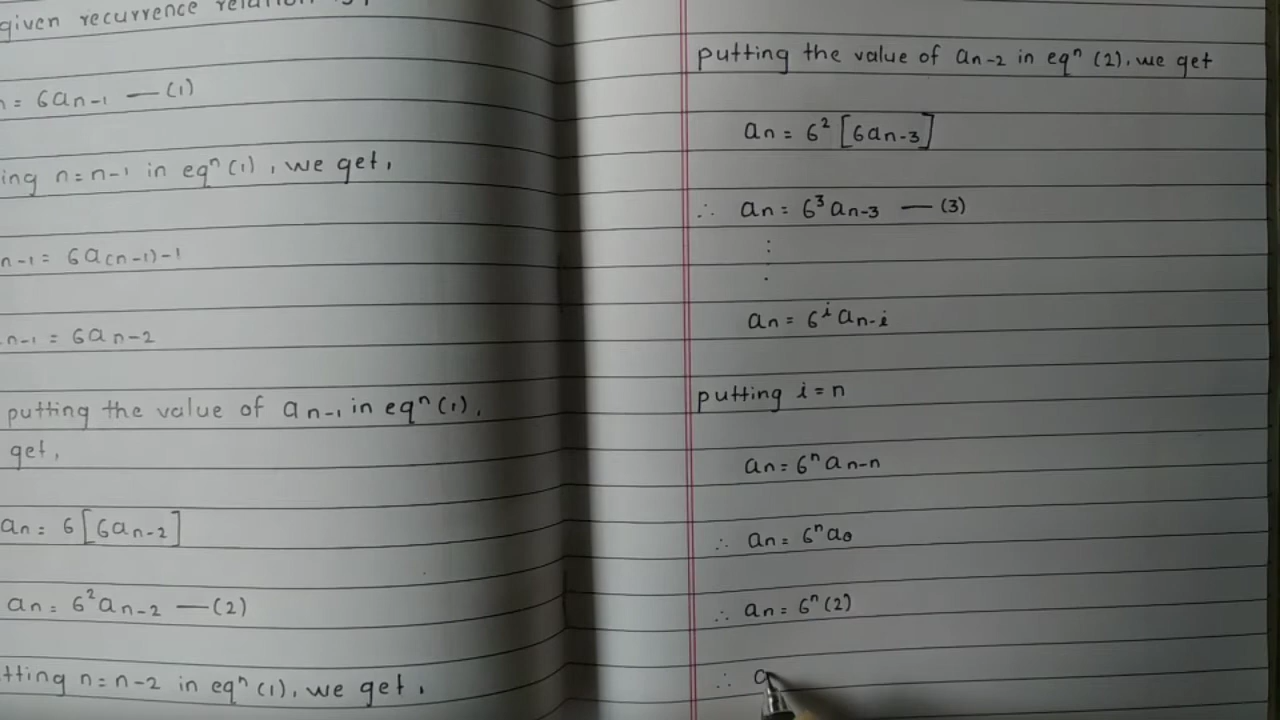 given recurrence relation is,
n = 6an-1 — (1)
ing n=n-1 in eqⁿ(1), we get,
n-1 = 6a(n-1)-1
n-1 = 6an-2
putting the value of an-1 in eqⁿ(1),
get,
an = 6[6an-2]
an = 6²an-2 — (2)
tting n=n-2 in eqⁿ(1), we get,
putting the value of an-2 in eqⁿ(2), we get
an = 6²[6an-3]
∴ an = 6³an-3 — (3)
:
.
an = 6ⁱan-i
putting i=n
an = 6ⁿan-n
∴ an = 6ⁿa0
∴ an = 6ⁿ(2)
∴ a